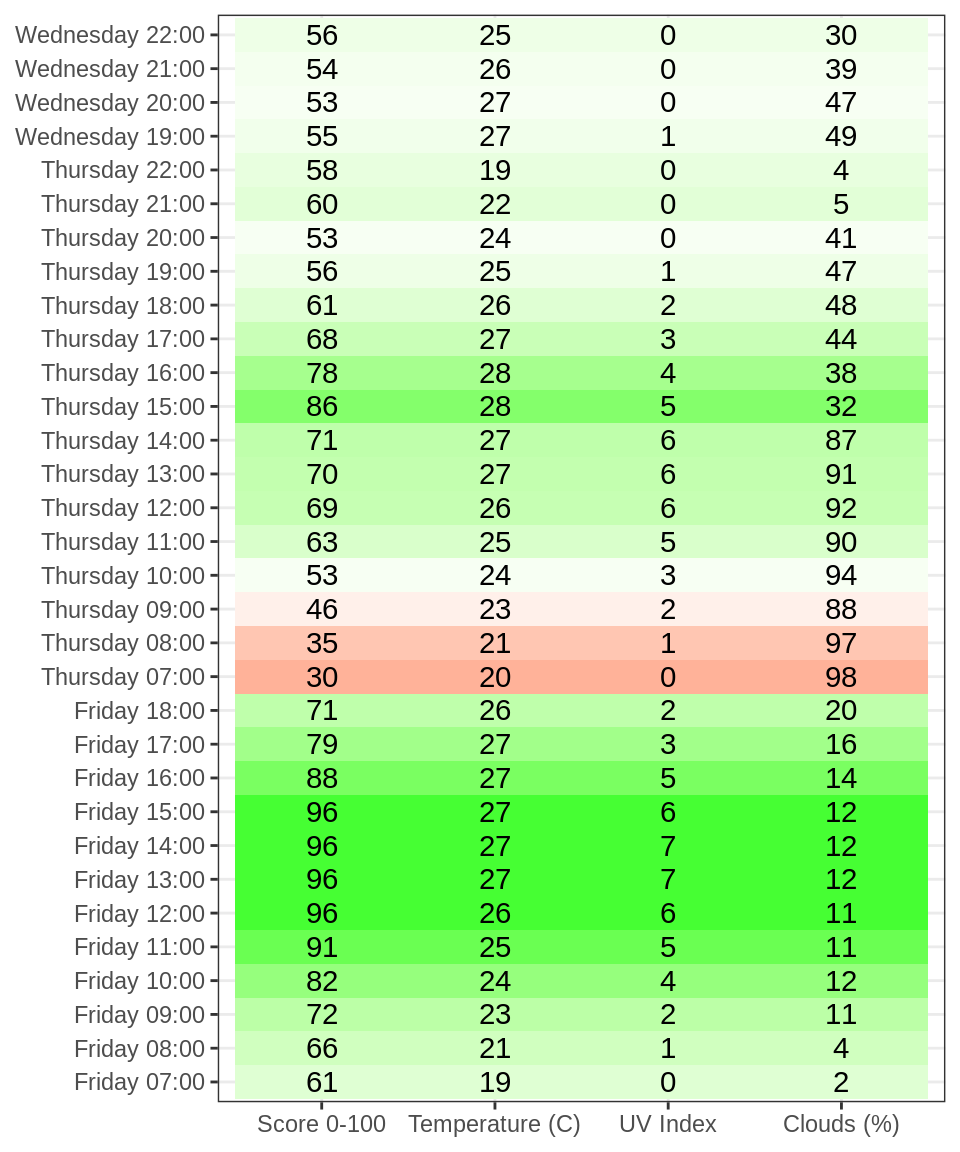 Wednesday 22:00 56 25 0 30
Wednesday 21:00 54 26 0 39
Wednesday 20:00 53 27 0 47
Wednesday 19:00 55 27 1 49
Thursday 22:00 58 19 0 4
Thursday 21:00 60 22 0 5
Thursday 20:00 53 24 0 41
Thursday 19:00 56 25 1 47
Thursday 18:00 61 26 2 48
Thursday 17:00 68 27 3 44
Thursday 16:00 78 28 4 38
Thursday 15:00 86 28 5 32
Thursday 14:00 71 27 6 87
Thursday 13:00 70 27 6 91
Thursday 12:00 69 26 6 92
Thursday 11:00 63 25 5 90
Thursday 10:00 53 24 3 94
Thursday 09:00 46 23 2 88
Thursday 08:00 35 21 1 97
Thursday 07:00 30 20 0 98
Friday 18:00 71 26 2 20
Friday 17:00 79 27 3 16
Friday 16:00 88 27 5 14
Friday 15:00 96 27 6 12
Friday 14:00 96 27 7 12
Friday 13:00 96 27 7 12
Friday 12:00 96 26 6 11
Friday 11:00 91 25 5 11
Friday 10:00 82 24 4 12
Friday 09:00 72 23 2 11
Friday 08:00 66 21 1 4
Friday 07:00 61 19 0 2
Score 0-100 Temperature (C) UV Index Clouds (%)